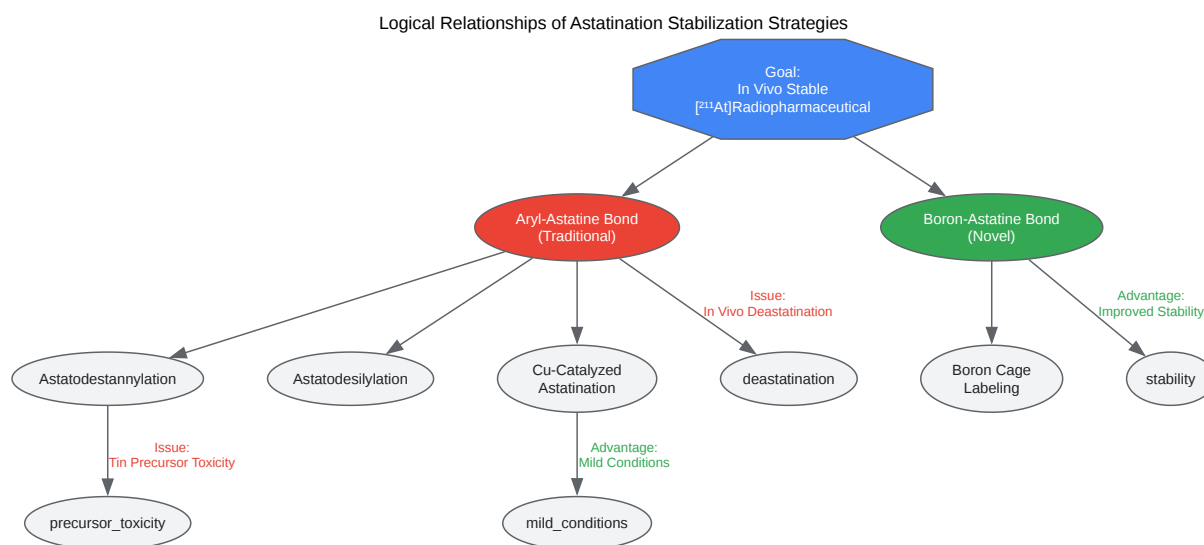 Logical Relationships of Astatination Stabilization Strategies
Goal:
In Vivo Stable
[²¹¹At]Radiopharmaceutical
Aryl-Astatine Bond
(Traditional)
Boron-Astatine Bond
(Novel)
Issue:
In Vivo Deastatination
Advantage:
Improved Stability
Astatodestannylation
Astatodesilylation
Cu-Catalyzed
Astatination
deastatination
Boron Cage
Labeling
stability
Issue:
Tin Precursor Toxicity
Advantage:
Mild Conditions
precursor_toxicity
mild_conditions